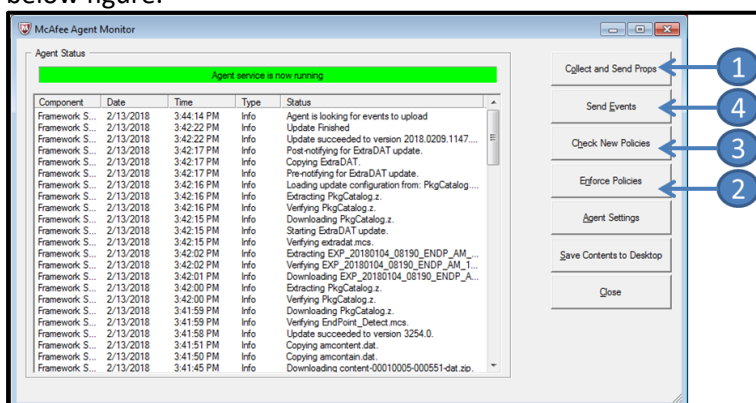 below figure.
McAfee Agent Monitor
Agent Status
Agent service is now running
Component Date Time Type Status
Framework S... 2/13/2018 3:44:14 PM Info Agent is looking for events to upload
Framework S... 2/13/2018 3:42:22 PM Info Update Finished
Framework S... 2/13/2018 3:42:22 PM Info Update succeeded to version 2018.0209.1147....
Framework S... 2/13/2018 3:42:17 PM Info Post-notifying for ExtraDAT update.
Framework S... 2/13/2018 3:42:17 PM Info Copying ExtraDAT.
Framework S... 2/13/2018 3:42:17 PM Info Pre-notifying for ExtraDAT update.
Framework S... 2/13/2018 3:42:16 PM Info Loading update configuration from: PkgCatalog....
Framework S... 2/13/2018 3:42:16 PM Info Extracting PkgCatalog.z.
Framework S... 2/13/2018 3:42:16 PM Info Verifying PkgCatalog.z.
Framework S... 2/13/2018 3:42:15 PM Info Downloading PkgCatalog.z.
Framework S... 2/13/2018 3:42:15 PM Info Starting ExtraDAT update.
Framework S... 2/13/2018 3:42:15 PM Info Verifying extradat.mcs.
Framework S... 2/13/2018 3:42:02 PM Info Extracting EXP_20180104_08190_ENDP_AM_...
Framework S... 2/13/2018 3:42:02 PM Info Verifying EXP_20180104_08190_ENDP_AM_1...
Framework S... 2/13/2018 3:42:01 PM Info Downloading EXP_20180104_08190_ENDP_A...
Framework S... 2/13/2018 3:42:00 PM Info Extracting PkgCatalog.z.
Framework S... 2/13/2018 3:42:00 PM Info Verifying PkgCatalog.z.
Framework S... 2/13/2018 3:41:59 PM Info Downloading PkgCatalog.z.
Framework S... 2/13/2018 3:41:59 PM Info Verifying EndPoint_Detect.mcs.
Framework S... 2/13/2018 3:41:58 PM Info Update succeeded to version 3254.0.
Framework S... 2/13/2018 3:41:51 PM Info Copying amcontent.dat.
Framework S... 2/13/2018 3:41:50 PM Info Copying amcontain.dat.
Framework S... 2/13/2018 3:41:45 PM Info Downloading content-00010005-000551-dat.zip.
Collect and Send Props 1
Send Events 4
Check New Policies 3
Enforce Policies 2
Agent Settings
Save Contents to Desktop
Close